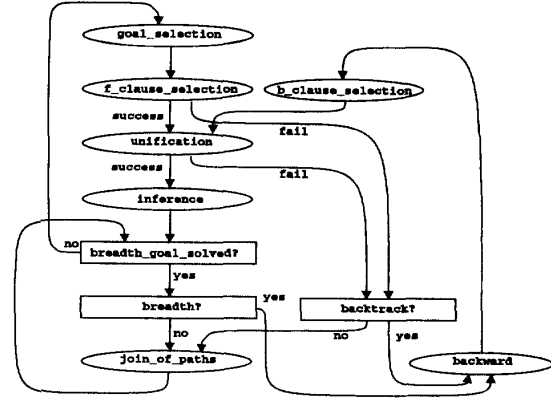 goal_selection
f_clause_selection
b_clause_selection
success
fail
unification
success
fail
inference
no
breadth_goal_solved?
yes
breadth?
yes
backtrack?
no
no
yes
join_of_paths
backward